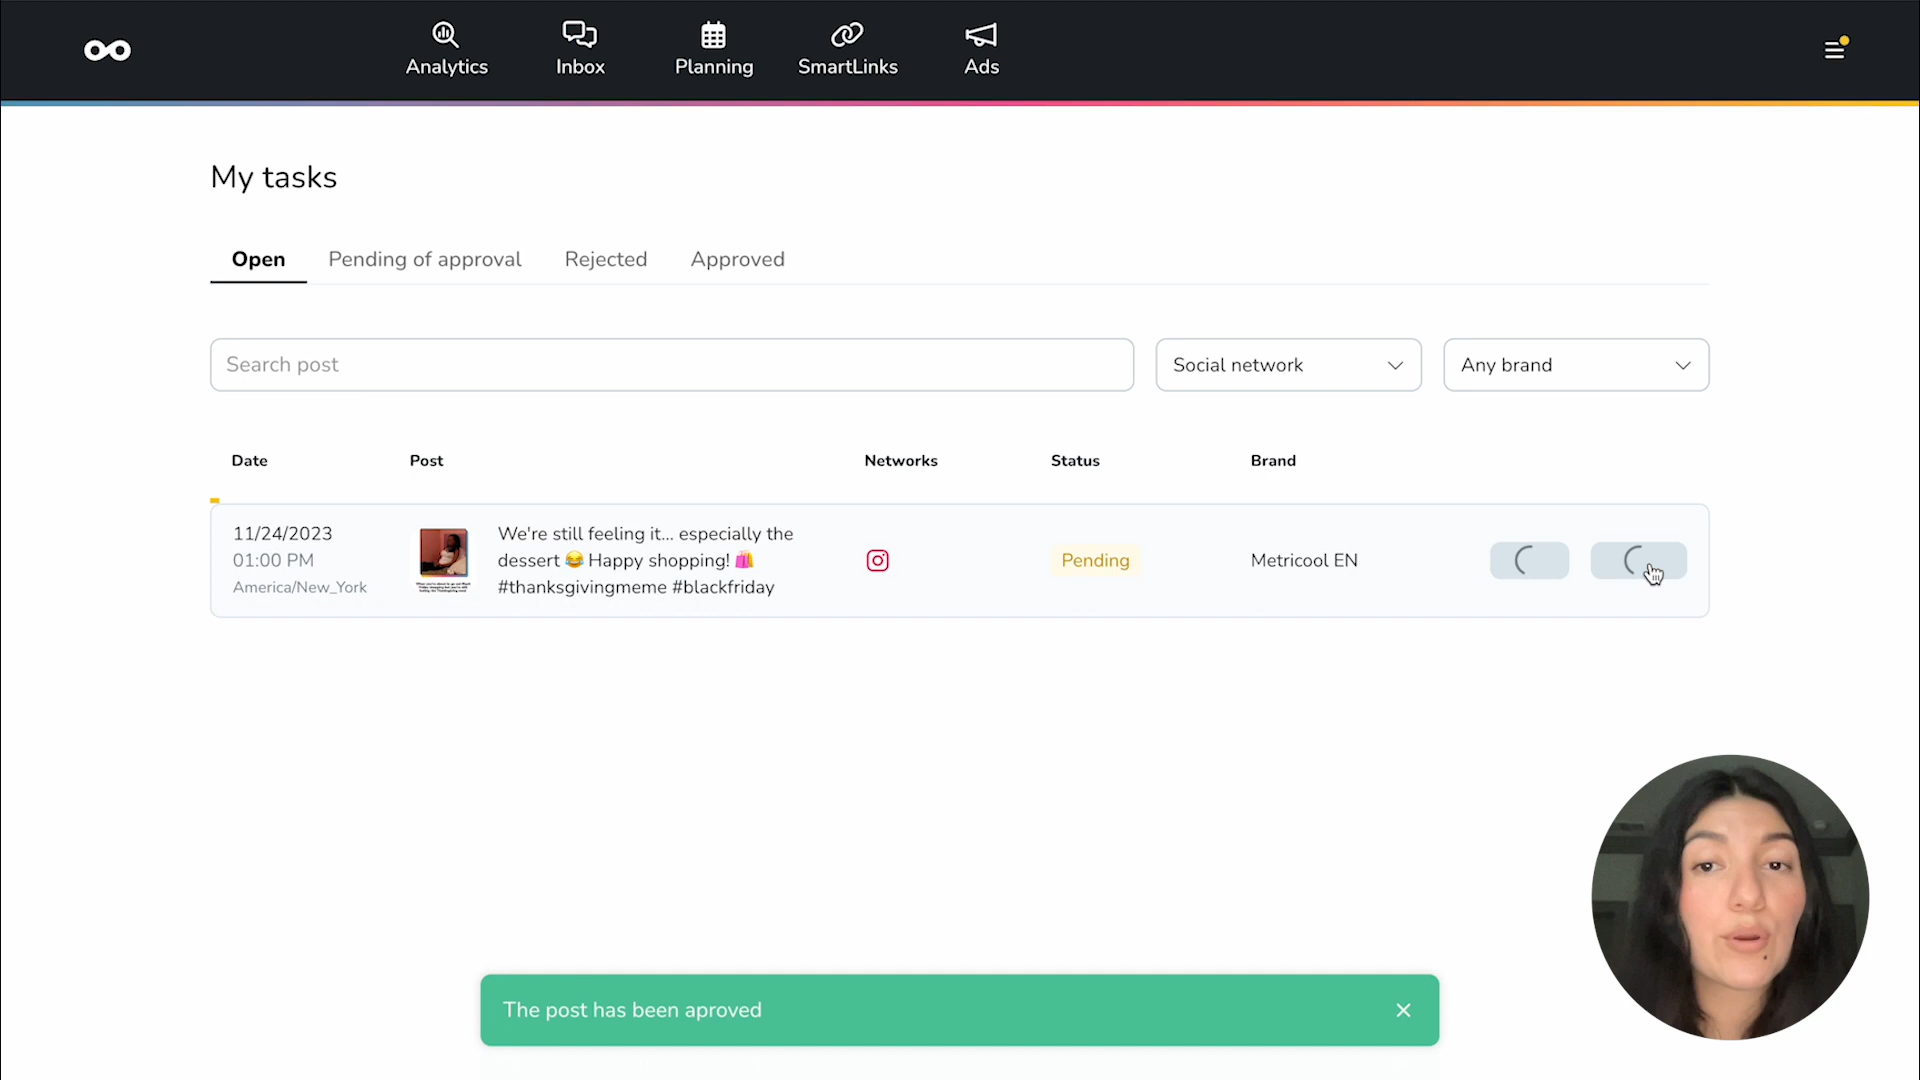 Analytics
Inbox
Planning
SmartLinks
Ads
My tasks
Open
Pending of approval
Rejected
Approved
Search post
Social network
Any brand
Date
Post
Networks
Status
Brand
11/24/2023
01:00 PM
America/New_York
We're still feeling it... especially the
dessert 😂 Happy shopping! 🛍️
#thanksgivingmeme #blackfriday
Pending
Metricool EN
The post has been aproved